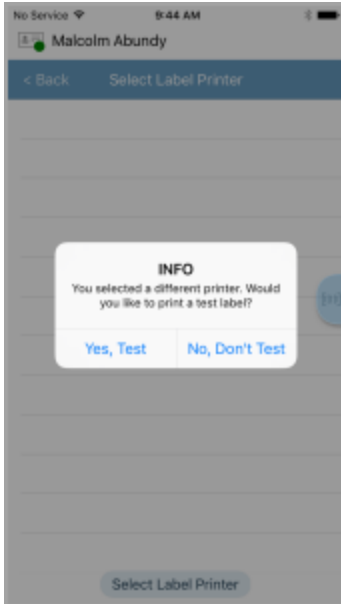 No Service 9:44 AM
Malcolm Abundy
< Back Select Label Printer
INFO
You selected a different printer. Would
you like to print a test label?
Yes, Test No, Don't Test
Select Label Printer